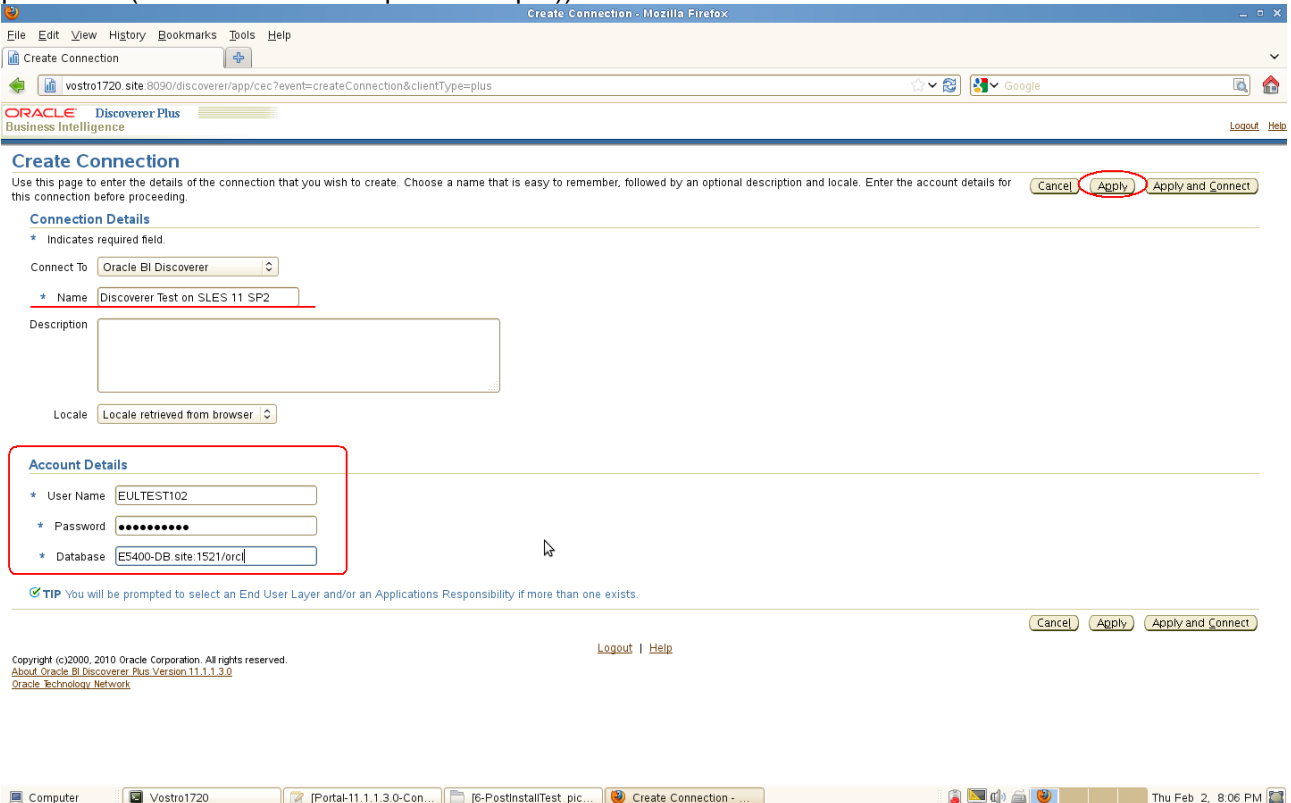 Create Connection - Mozilla Firefox
File Edit View History Bookmarks Tools Help
Create Connection
vostro1720.site:8090/discoverer/app/cec?event=createConnection&clientType=plus
Google
ORACLE Discoverer Plus
Business Intelligence
Logout Help
Create Connection
Use this page to enter the details of the connection that you wish to create. Choose a name that is easy to remember, followed by an optional description and locale. Enter the account details for
this connection before proceeding.
Cancel Apply Apply and Connect
Connection Details
* Indicates required field.
Connect To Oracle BI Discoverer
* Name Discoverer Test on SLES 11 SP2
Description
Locale Locale retrieved from browser
Account Details
* User Name EULTEST102
* Password ●●●●●●●●●●
* Database E5400-DB.site:1521/orcl
TIP You will be prompted to select an End User Layer and/or an Applications Responsibility if more than one exists.
Cancel Apply Apply and Connect
Logout | Help
Copyright (c)2000, 2010 Oracle Corporation. All rights reserved.
About Oracle BI Discoverer Plus Version 11.1.1.3.0
Oracle Technology Network
Computer Vostro1720 [Portal-11.1.1.3.0-Con... [6-PostInstallTest_pic... Create Connection - ... Thu Feb 2, 8:06 PM